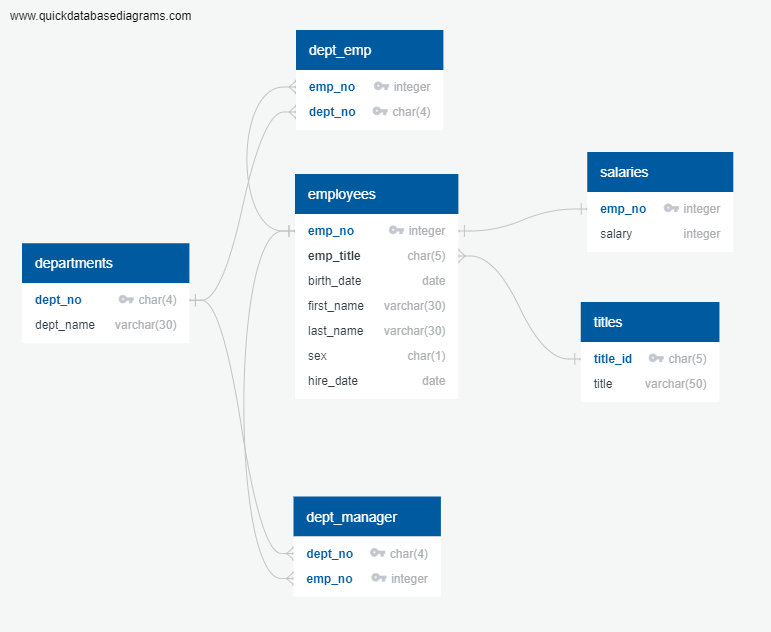 www.quickdatabasediagrams.com
dept_emp
emp_no integer
dept_no char(4)
employees
emp_no integer
emp_title char(5)
birth_date date
first_name varchar(30)
last_name varchar(30)
sex char(1)
hire_date date
salaries
emp_no integer
salary integer
departments
dept_no char(4)
dept_name varchar(30)
titles
title_id char(5)
title varchar(50)
dept_manager
dept_no char(4)
emp_no integer